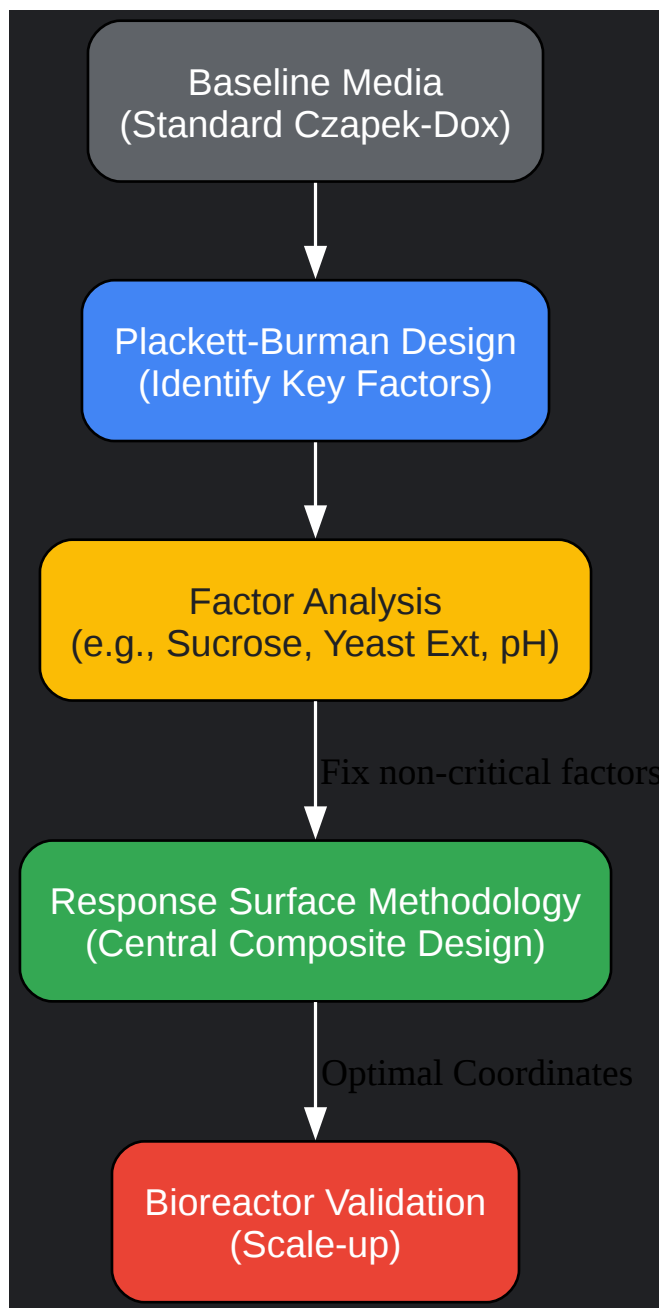 Baseline Media
(Standard Czapek-Dox)
Plackett-Burman Design
(Identify Key Factors)
Factor Analysis
(e.g., Sucrose, Yeast Ext, pH)
Fix non-critical factors
Response Surface Methodology
(Central Composite Design)
Optimal Coordinates
Bioreactor Validation
(Scale-up)